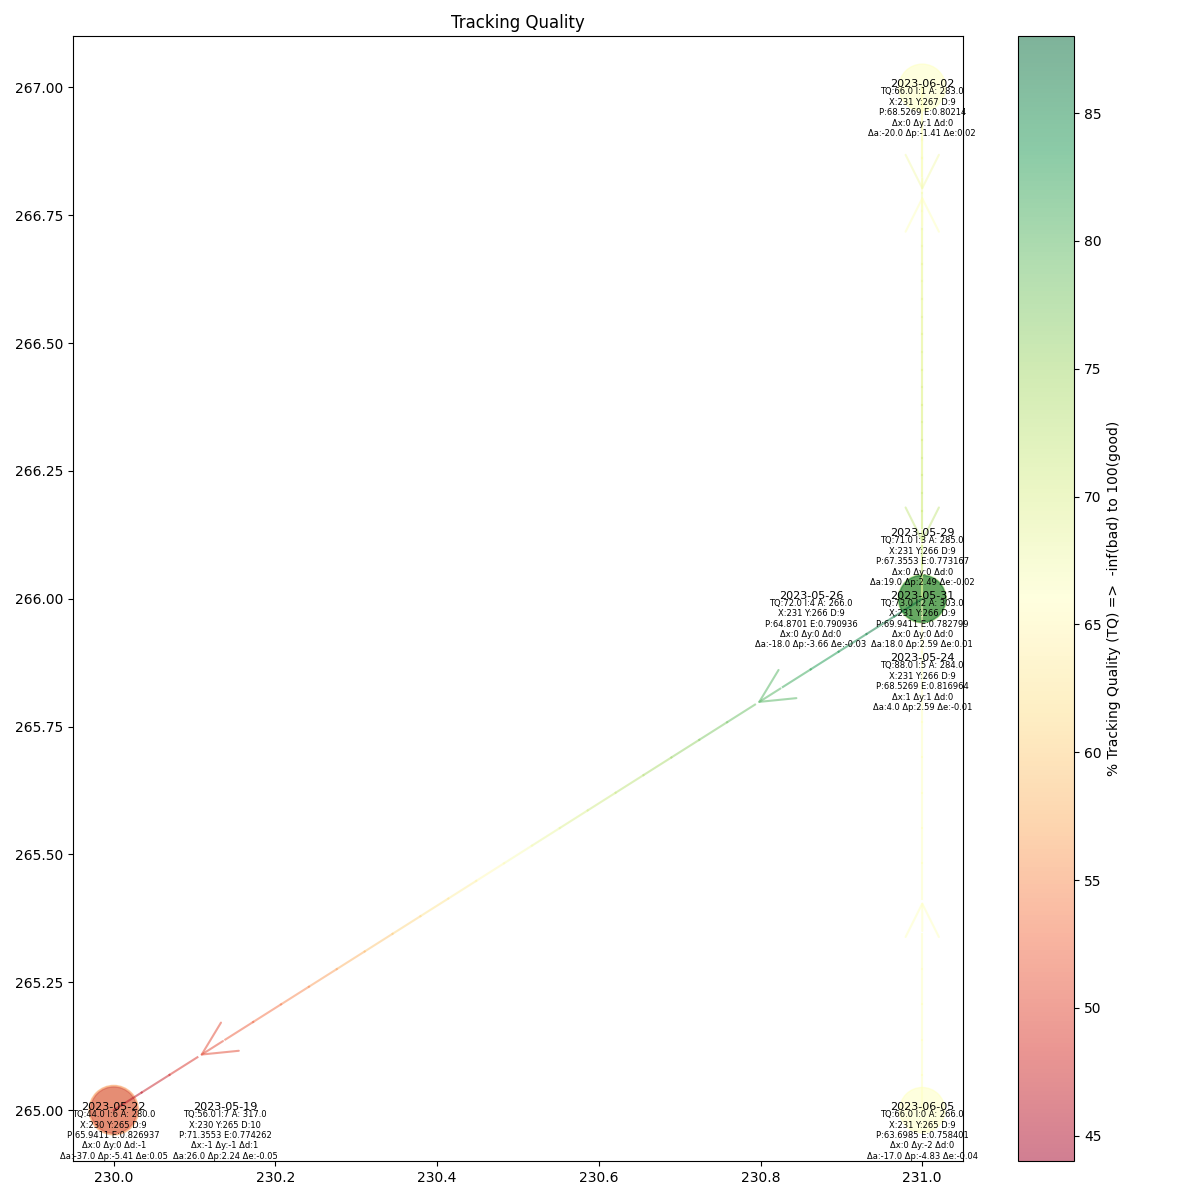 Tracking Quality
267.00
266.75
266.50
266.25
266.00
265.75
265.50
265.25
265.00
230.0
230.2
230.4
230.6
230.8
231.0
2023-06-02
TQ:66.0 I:1 A: 283.0
X:231 Y:267 D:9
P:68.5269 E:0.80214
Δx:0 Δy:1 Δd:0
Δa:-20.0 Δp:-1.41 Δe:0.02
2023-05-29
TQ:71.0 I:3 A: 285.0
X:231 Y:266 D:9
P:67.3553 E:0.773167
Δx:0 Δy:0 Δd:0
Δa:19.0 Δp:2.49 Δe:-0.02
2023-05-26
TQ:72.0 I:4 A: 266.0
X:231 Y:266 D:9
P:64.8701 E:0.790936
Δx:0 Δy:0 Δd:0
Δa:-18.0 Δp:-3.66 Δe:-0.03
2023-05-31
TQ:73.0 I:2 A: 303.0
X:231 Y:266 D:9
P:69.9411 E:0.782799
Δx:0 Δy:0 Δd:0
Δa:18.0 Δp:2.59 Δe:0.01
2023-05-24
TQ:88.0 I:5 A: 284.0
X:231 Y:266 D:9
P:68.5269 E:0.816964
Δx:1 Δy:1 Δd:0
Δa:4.0 Δp:2.59 Δe:-0.01
2023-05-22
TQ:44.0 I:6 A: 280.0
X:230 Y:265 D:9
P:65.9411 E:0.826937
Δx:0 Δy:0 Δd:-1
Δa:-37.0 Δp:-5.41 Δe:0.05
2023-05-19
TQ:56.0 I:7 A: 317.0
X:230 Y:265 D:10
P:71.3553 E:0.774262
Δx:-1 Δy:-1 Δd:1
Δa:26.0 Δp:2.24 Δe:-0.05
2023-06-05
TQ:66.0 I:0 A: 266.0
X:231 Y:265 D:9
P:63.6985 E:0.758401
Δx:0 Δy:-2 Δd:0
Δa:-17.0 Δp:-4.83 Δe:-0.04
85
80
75
70
65
60
55
50
45
% Tracking Quality (TQ) => -inf(bad) to 100(good)